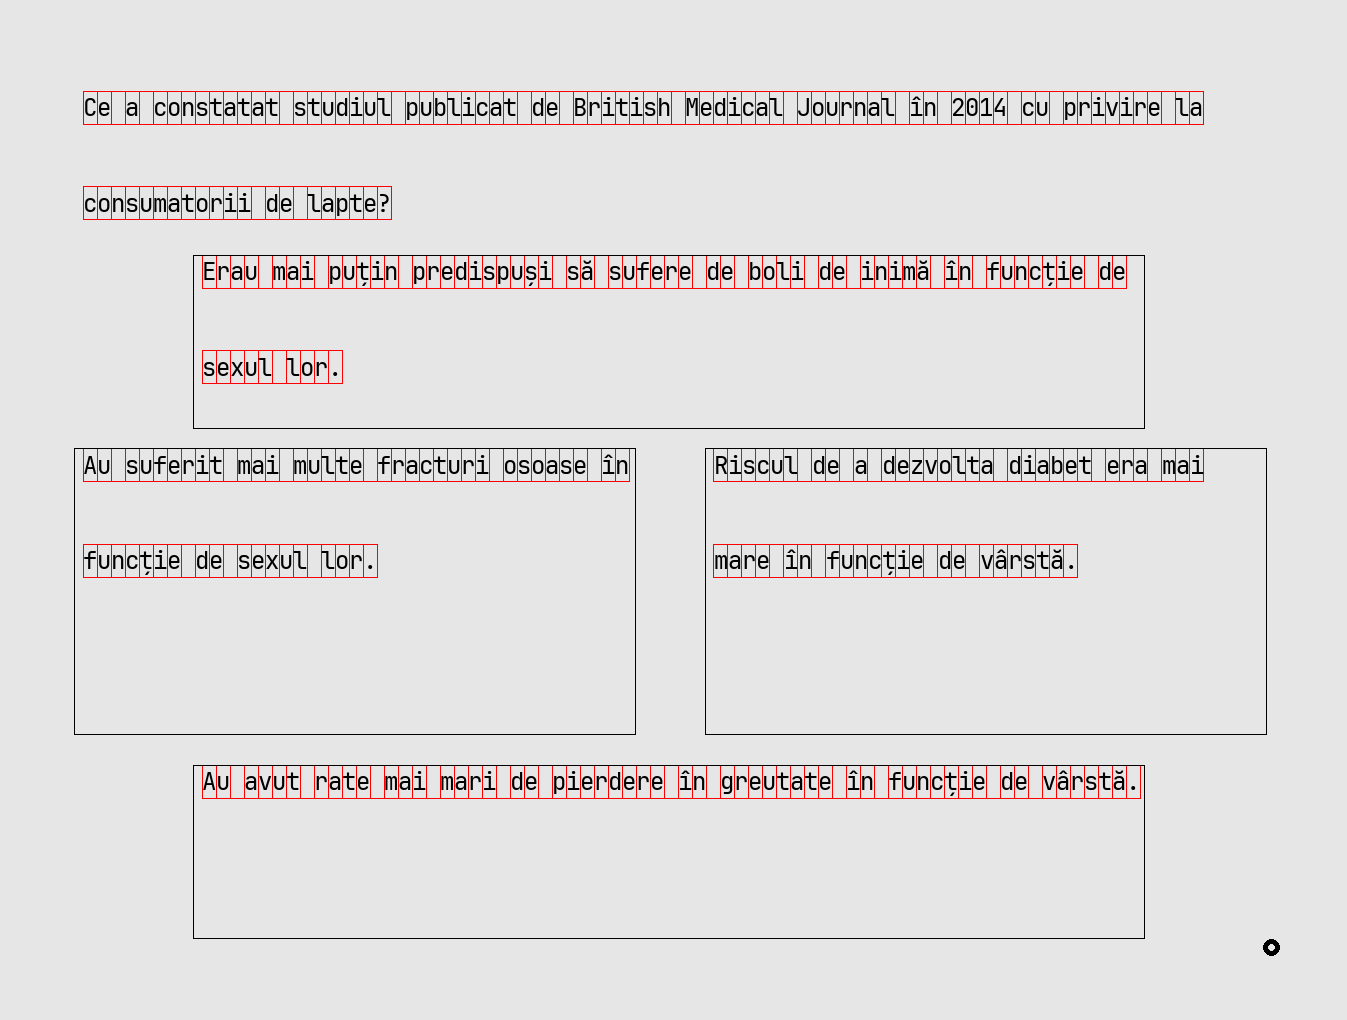 Ce a constatat studiul publicat de British Medical Journal în 2014 cu privire la
consumatorii de lapte?
Erau mai puțin predispuși să sufere de boli de inimă în funcție de
sexul lor.
Au suferit mai multe fracturi osoase în
funcție de sexul lor.
Riscul de a dezvolta diabet era mai
mare în funcție de vârstă.
Au avut rate mai mari de pierdere în greutate în funcție de vârstă.